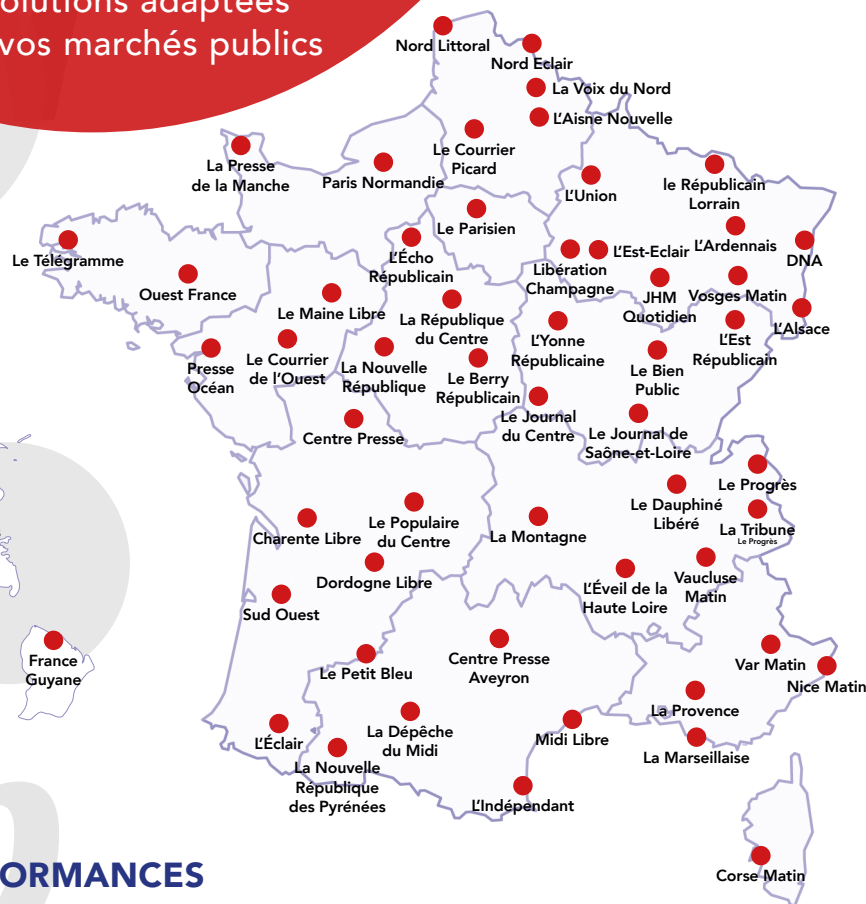 olutions adaptées
vos marchés publics
Nord Littoral
Nord Eclair
La Voix du Nord
L'Aisne Nouvelle
Le Courrier
Picard
La Presse
de la Manche
Paris Normandie
L'Union
le Républicain
Lorrain
Le Parisien
L'Écho
Républicain
L'Est-Eclair
L'Ardennais
DNA
Le Télégramme
Ouest France
Libération
Champagne
JHM
Quotidien
Vosges Matin
L'Alsace
Le Maine Libre
La République
du Centre
L'Yonne
Républicaine
L'Est
Républicain
Presse
Océan
Le Courrier
de l'Ouest
La Nouvelle
République
Le Berry
Républicain
Le Bien
Public
Centre Presse
Le Journal
du Centre
Le Journal de
Saône-et-Loire
Le Progrès
Le Dauphiné
Libéré
La Tribune
Le Progrès
Charente Libre
Le Populaire
du Centre
La Montagne
Dordogne Libre
L'Éveil de la
Haute Loire
Vaucluse
Matin
Sud Ouest
France
Guyane
Le Petit Bleu
Centre Presse
Aveyron
Var Matin
Nice Matin
La Provence
L'Éclair
La Dépêche
du Midi
Midi Libre
La Marseillaise
La Nouvelle
République
des Pyrénées
L'Indépendant
Corse Matin
ORMANCES